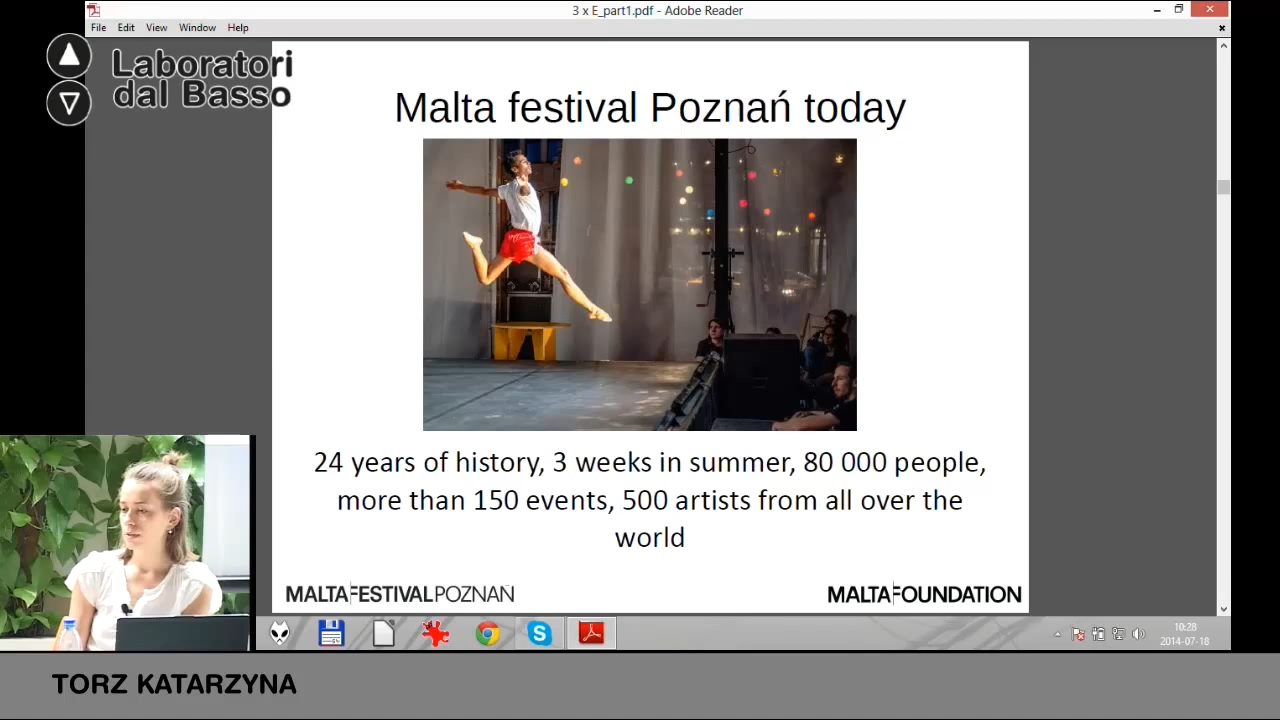 3 x E_part1.pdf - Adobe Reader
File Edit View Window Help
Laboratori
dal Basso
Malta festival Poznań today
24 years of history, 3 weeks in summer, 80 000 people,
more than 150 events, 500 artists from all over the
world
MALTAFESTIVALPOZNAŃ
MALTAFOUNDATION
10:28
2014-07-18
TORZ KATARZYNA